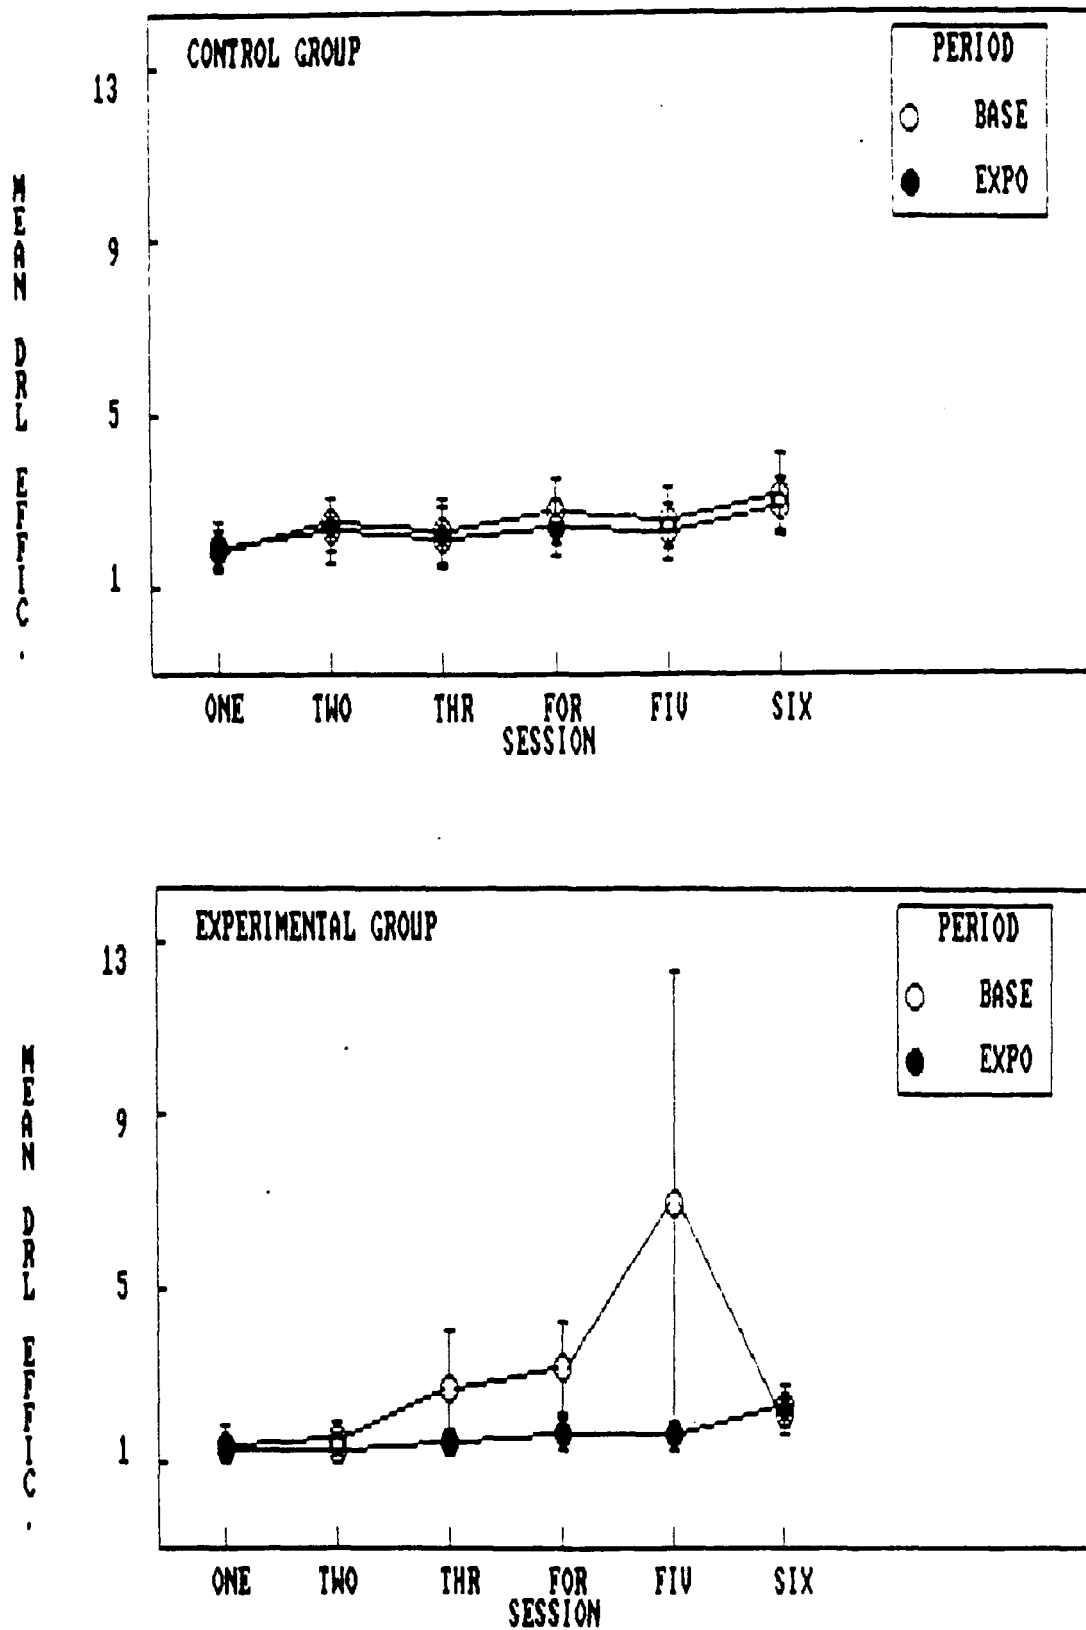 CONTROL GROUP
PERIOD
BASE
EXPO
13
9
5
1
MEAN DRL EFFIC.
ONE TWO THR FOR FIV SIX
SESSION
EXPERIMENTAL GROUP
PERIOD
BASE
EXPO
13
9
5
1
MEAN DRL EFFIC.
ONE TWO THR FOR FIV SIX
SESSION